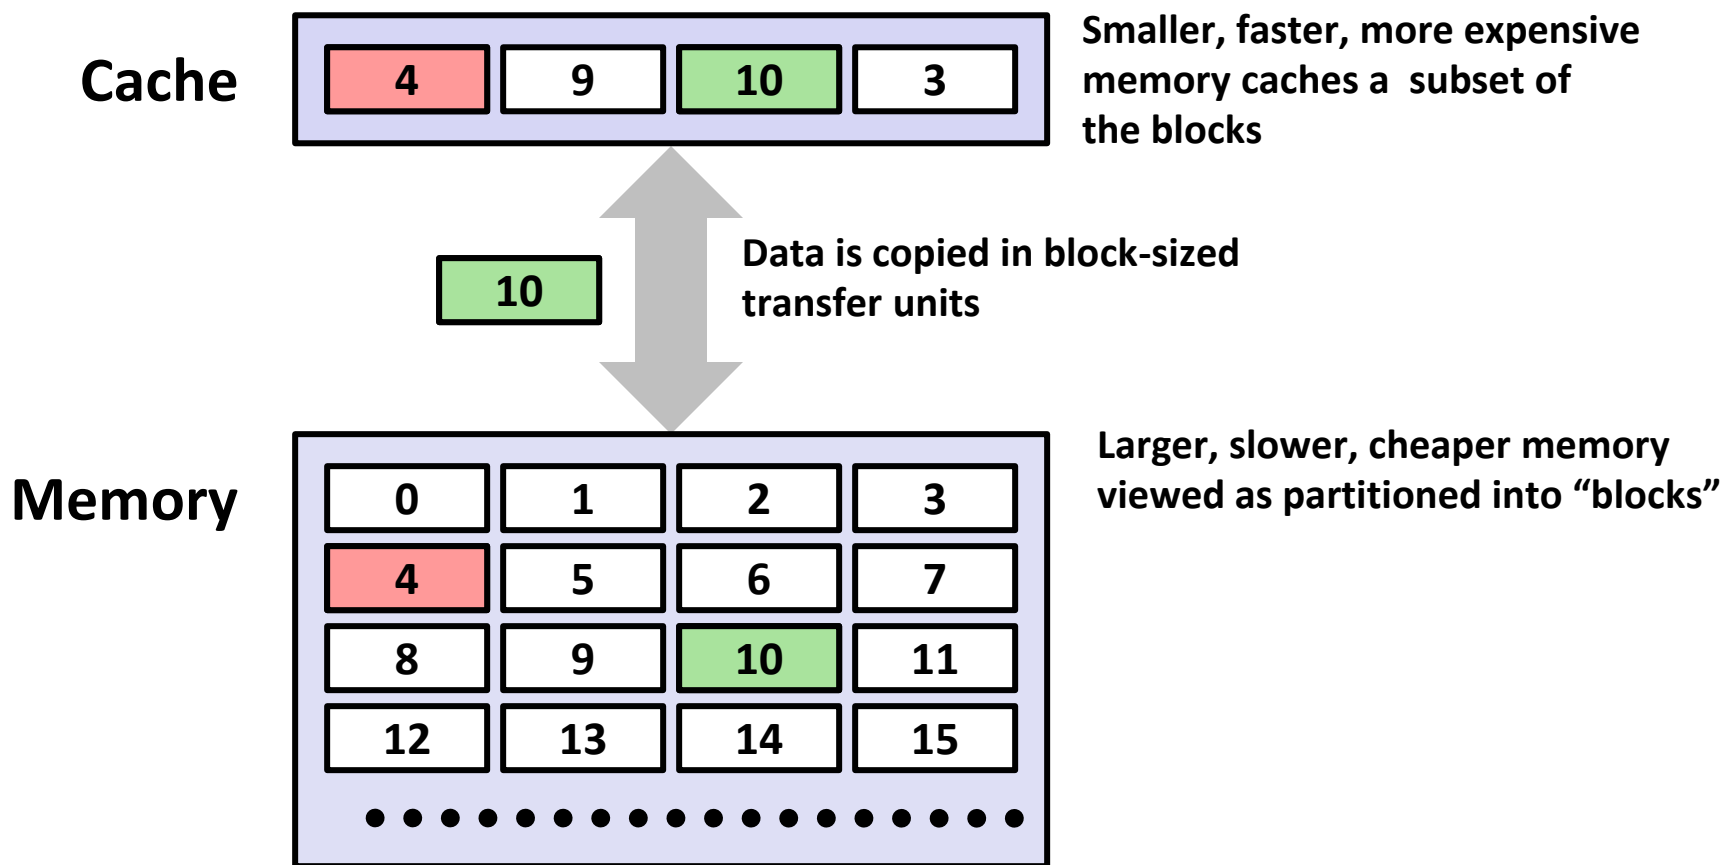 Cache
4 9 10 3
Smaller, faster, more expensive
memory caches a  subset of
the blocks
10
Data is copied in block-sized
transfer units
Memory
Larger, slower, cheaper memory
viewed as partitioned into “blocks”
0 1 2 3
4 5 6 7
8 9 10 11
12 13 14 15